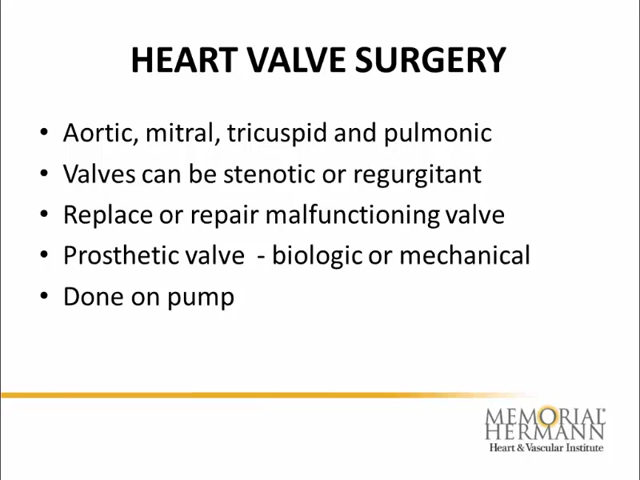 HEART VALVE SURGERY
• Aortic, mitral, tricuspid and pulmonic
• Valves can be stenotic or regurgitant
• Replace or repair malfunctioning valve
• Prosthetic valve - biologic or mechanical
• Done on pump
MEMORIAL®
HERMANN
Heart & Vascular Institute